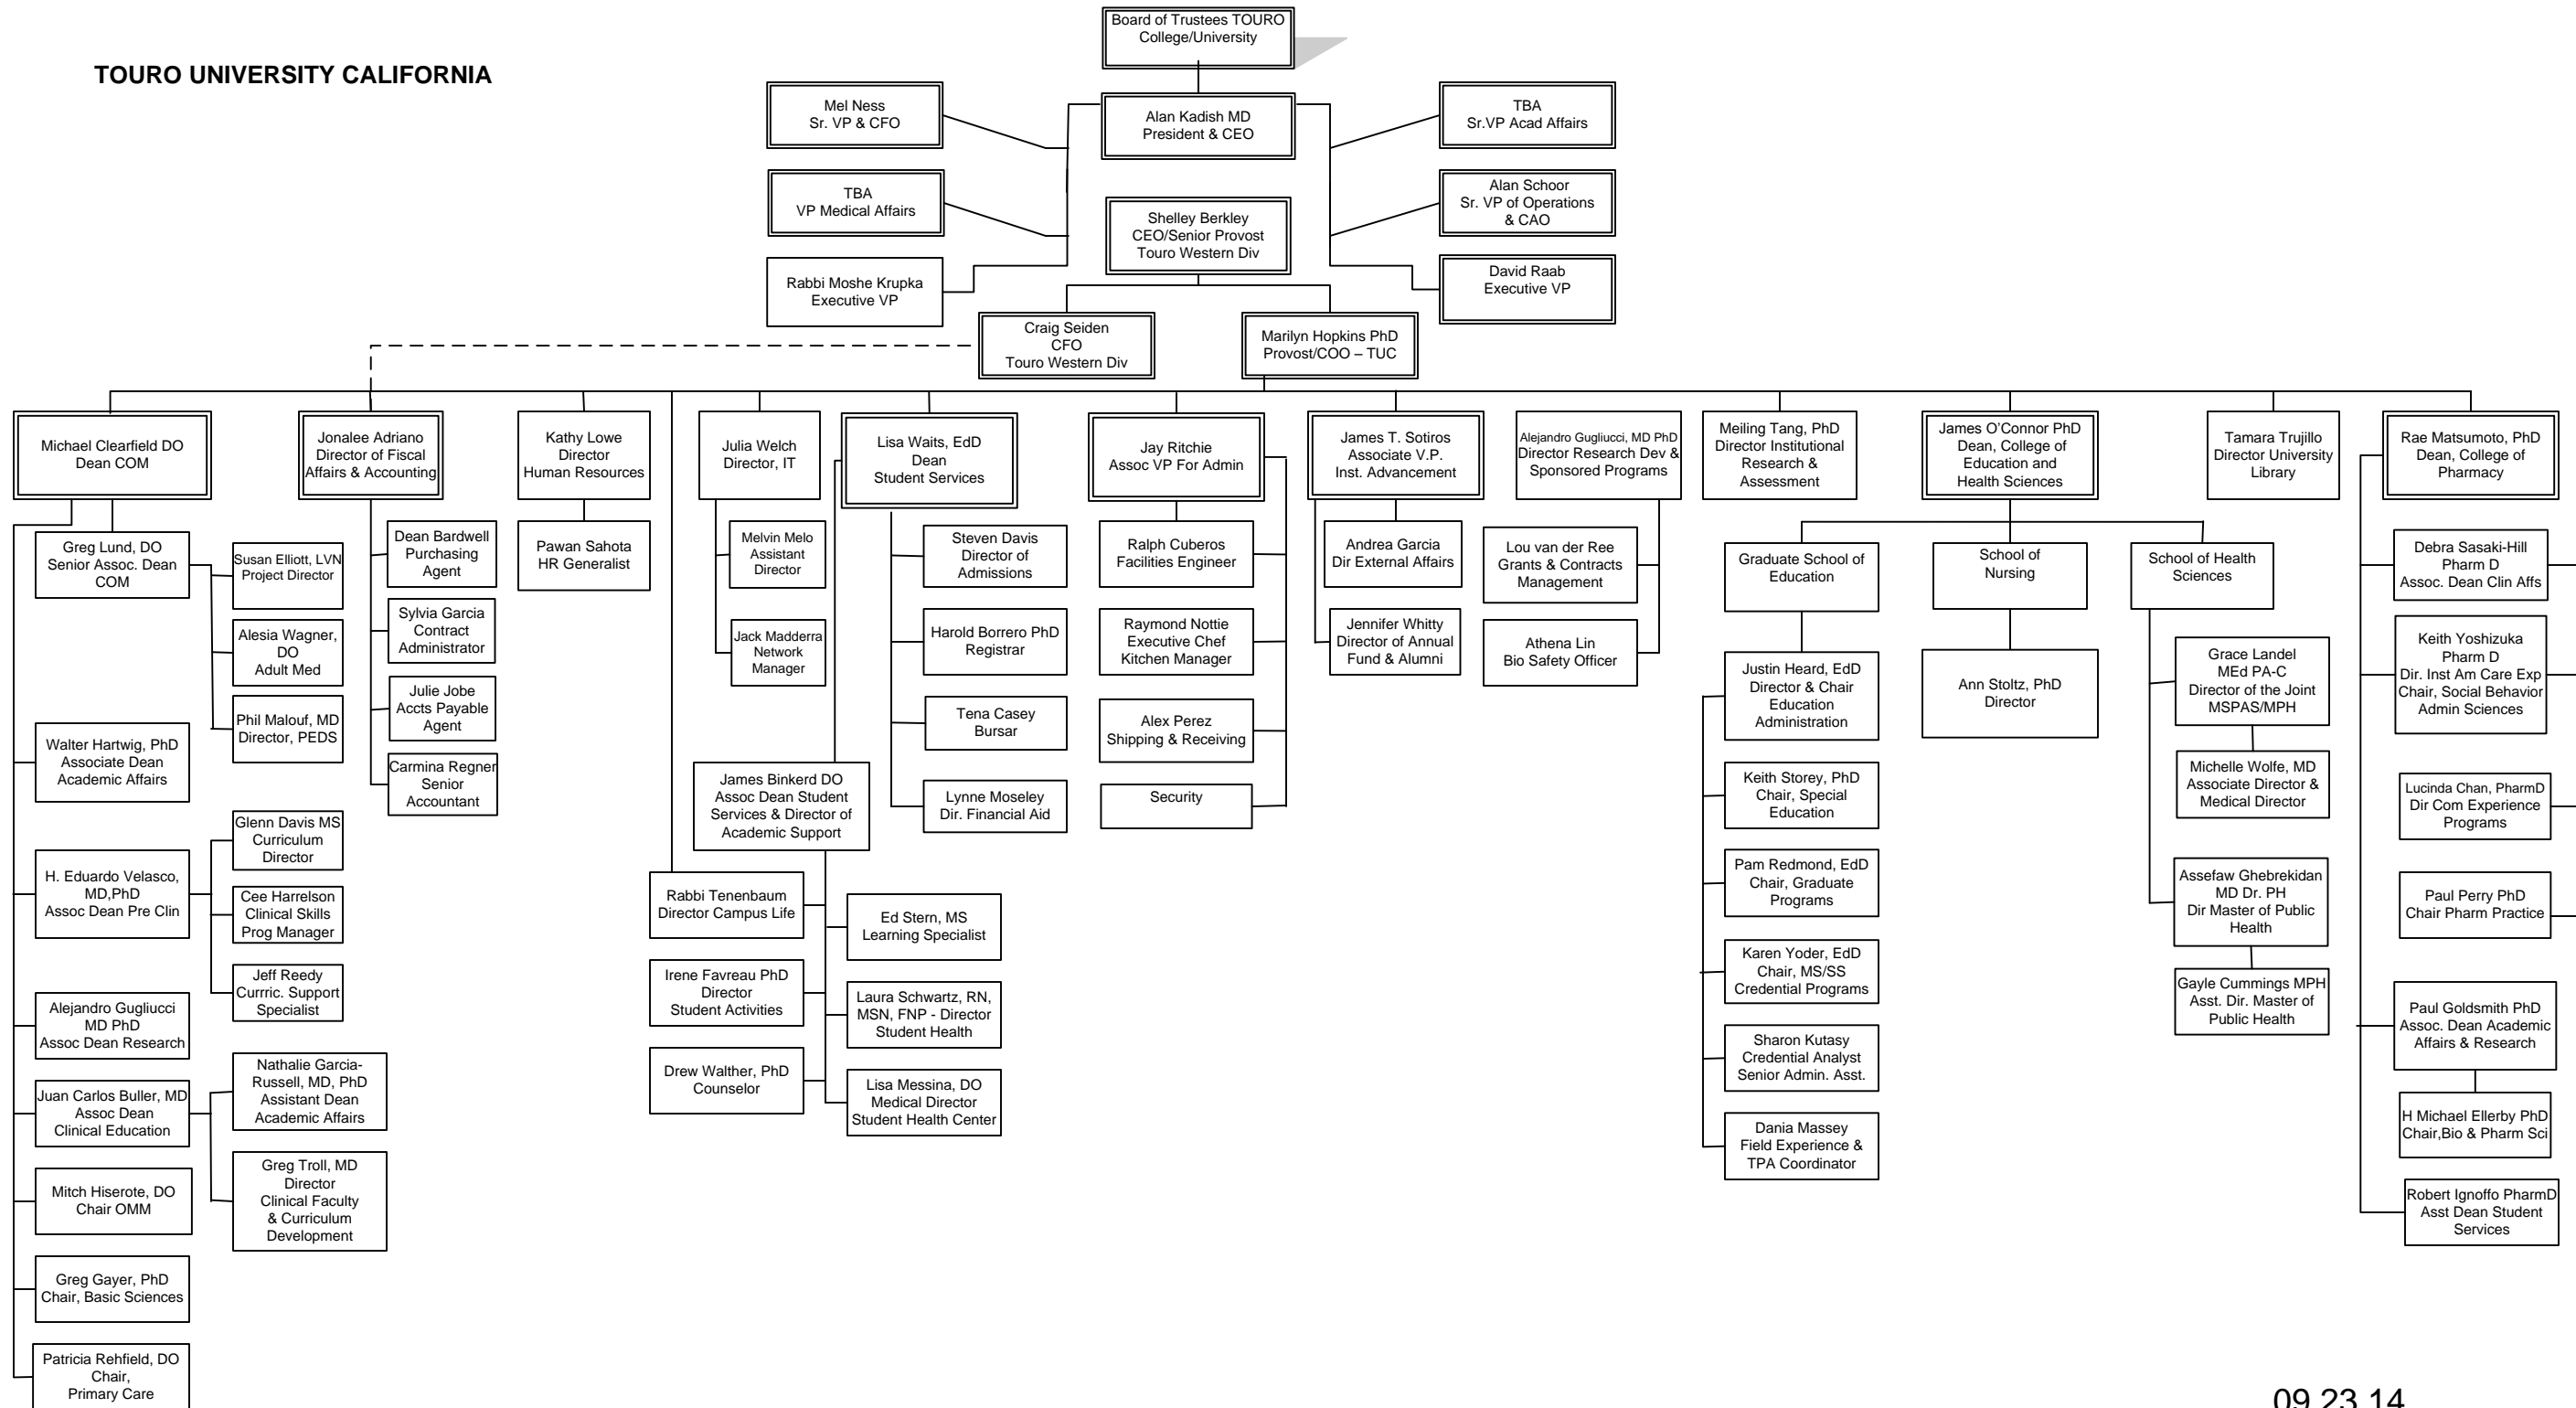 TOURO UNIVERSITY CALIFORNIA
Board of Trustees TOURO
College/University
Mel Ness
Sr. VP & CFO
Alan Kadish MD
President & CEO
TBA
Sr.VP Acad Affairs
TBA
VP Medical Affairs
Shelley Berkley
CEO/Senior Provost
Touro Western Div
Alan Schoor
Sr. VP of Operations
& CAO
Rabbi Moshe Krupka
Executive VP
David Raab
Executive VP
Craig Seiden
CFO
Touro Western Div
Marilyn Hopkins PhD
Provost/COO – TUC
Michael Clearfield DO
Dean COM
Jonalee Adriano
Director of Fiscal
Affairs & Accounting
Kathy Lowe
Director
Human Resources
Julia Welch
Director, IT
Lisa Waits, EdD
Dean
Student Services
Jay Ritchie
Assoc VP For Admin
James T. Sotiros
Associate V.P.
Inst. Advancement
Alejandro Gugliucci, MD PhD
Director Research Dev &
Sponsored Programs
Meiling Tang, PhD
Director Institutional
Research &
Assessment
James O’Connor PhD
Dean, College of
Education and
Health Sciences
Tamara Trujillo
Director University
Library
Rae Matsumoto, PhD
Dean, College of
Pharmacy
Greg Lund, DO
Senior Assoc. Dean
COM
Susan Elliott, LVN
Project Director
Alesia Wagner,
DO
Adult Med
Phil Malouf, MD
Director, PEDS
Walter Hartwig, PhD
Associate Dean
Academic Affairs
H. Eduardo Velasco,
MD,PhD
Assoc Dean Pre Clin
Glenn Davis MS
Curriculum
Director
Cee Harrelson
Clinical Skills
Prog Manager
Jeff Reedy
Currric. Support
Specialist
Alejandro Gugliucci
MD PhD
Assoc Dean Research
Juan Carlos Buller, MD
Assoc Dean
Clinical Education
Nathalie Garcia-
Russell, MD, PhD
Assistant Dean
Academic Affairs
Greg Troll, MD
Director
Clinical Faculty
& Curriculum
Development
Mitch Hiserote, DO
Chair OMM
Greg Gayer, PhD
Chair, Basic Sciences
Patricia Rehfield, DO
Chair,
Primary Care
Dean Bardwell
Purchasing
Agent
Sylvia Garcia
Contract
Administrator
Julie Jobe
Accts Payable
Agent
Carmina Regner
Senior
Accountant
Pawan Sahota
HR Generalist
Melvin Melo
Assistant
Director
Jack Madderra
Network
Manager
Steven Davis
Director of
Admissions
Harold Borrero PhD
Registrar
Tena Casey
Bursar
Lynne Moseley
Dir. Financial Aid
James Binkerd DO
Assoc Dean Student
Services & Director of
Academic Support
Rabbi Tenenbaum
Director Campus Life
Irene Favreau PhD
Director
Student Activities
Drew Walther, PhD
Counselor
Ed Stern, MS
Learning Specialist
Laura Schwartz, RN,
MSN, FNP - Director
Student Health
Lisa Messina, DO
Medical Director
Student Health Center
Ralph Cuberos
Facilities Engineer
Raymond Nottie
Executive Chef
Kitchen Manager
Alex Perez
Shipping & Receiving
Security
Andrea Garcia
Dir External Affairs
Jennifer Whitty
Director of Annual
Fund & Alumni
Lou van der Ree
Grants & Contracts
Management
Athena Lin
Bio Safety Officer
Graduate School of
Education
Justin Heard, EdD
Director & Chair
Education
Administration
Keith Storey, PhD
Chair, Special
Education
Pam Redmond, EdD
Chair, Graduate
Programs
Karen Yoder, EdD
Chair, MS/SS
Credential Programs
Sharon Kutasy
Credential Analyst
Senior Admin. Asst.
Dania Massey
Field Experience &
TPA Coordinator
School of
Nursing
Ann Stoltz, PhD
Director
School of Health
Sciences
Grace Landel
MEd PA-C
Director of the Joint
MSPAS/MPH
Michelle Wolfe, MD
Associate Director &
Medical Director
Assefaw Ghebrekidan
MD Dr. PH
Dir Master of Public
Health
Gayle Cummings MPH
Asst. Dir. Master of
Public Health
Debra Sasaki-Hill
Pharm D
Assoc. Dean Clin Affs
Keith Yoshizuka
Pharm D
Dir. Inst Am Care Exp
Chair, Social Behavior
Admin Sciences
Lucinda Chan, PharmD
Dir Com Experience
Programs
Paul Perry PhD
Chair Pharm Practice
Paul Goldsmith PhD
Assoc. Dean Academic
Affairs & Research
H Michael Ellerby PhD
Chair,Bio & Pharm Sci
Robert Ignoffo PharmD
Asst Dean Student
Services
09.23.14